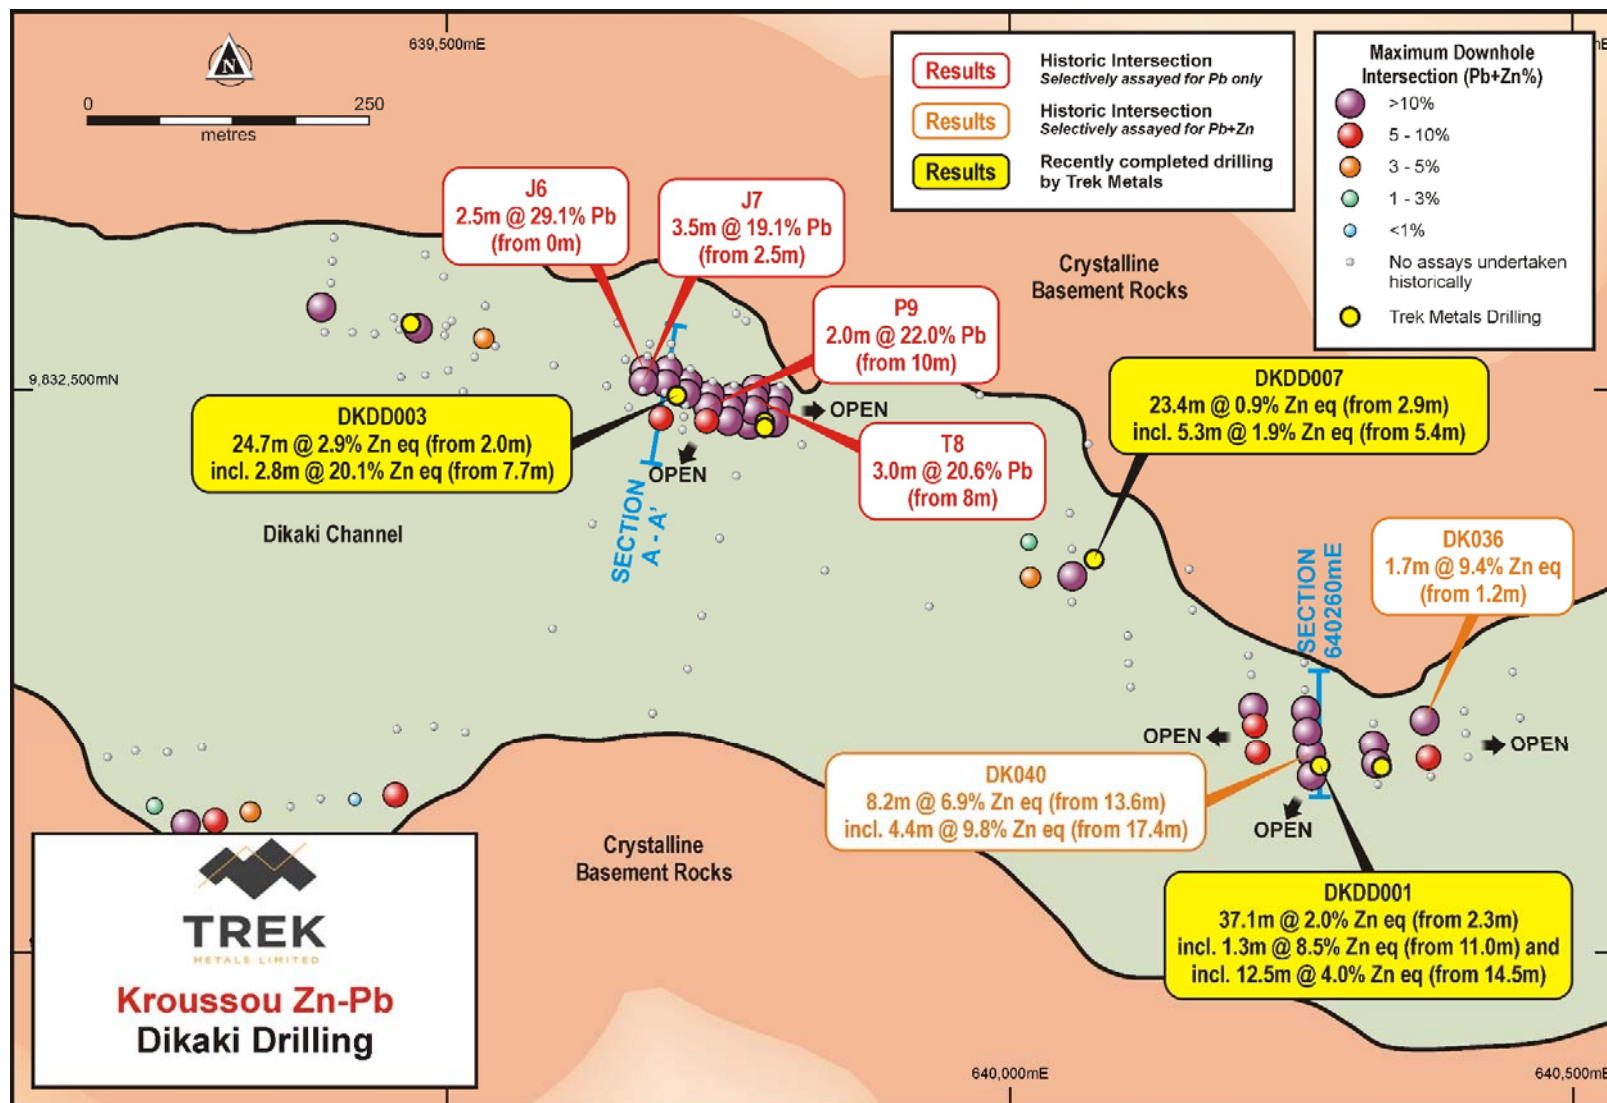 639,500mE
N
0
250
metres
Results
Historic Intersection
Selectively assayed for Pb only
Results
Historic Intersection
Selectively assayed for Pb+Zn
Results
Recently completed drilling
by Trek Metals
Maximum Downhole
Intersection (Pb+Zn%)
>10%
5 - 10%
3 - 5%
1 - 3%
<1%
No assays undertaken
historically
Trek Metals Drilling
J6
2.5m @ 29.1% Pb
(from 0m)
J7
3.5m @ 19.1% Pb
(from 2.5m)
Crystalline
Basement Rocks
P9
2.0m @ 22.0% Pb
(from 10m)
9,832,500mN
DKDD003
24.7m @ 2.9% Zn eq (from 2.0m)
incl. 2.8m @ 20.1% Zn eq (from 7.7m)
OPEN
DKDD007
23.4m @ 0.9% Zn eq (from 2.9m)
incl. 5.3m @ 1.9% Zn eq (from 5.4m)
T8
3.0m @ 20.6% Pb
(from 8m)
OPEN
Dikaki Channel
SECTION
A - A'
DK036
1.7m @ 9.4% Zn eq
(from 1.2m)
SECTION
640260mE
OPEN
OPEN
DK040
8.2m @ 6.9% Zn eq (from 13.6m)
incl. 4.4m @ 9.8% Zn eq (from 17.4m)
OPEN
Crystalline
Basement Rocks
DKDD001
37.1m @ 2.0% Zn eq (from 2.3m)
incl. 1.3m @ 8.5% Zn eq (from 11.0m) and
incl. 12.5m @ 4.0% Zn eq (from 14.5m)
TREK
METALS LIMITED
Kroussou Zn-Pb
Dikaki Drilling
640,000mE
640,500mE